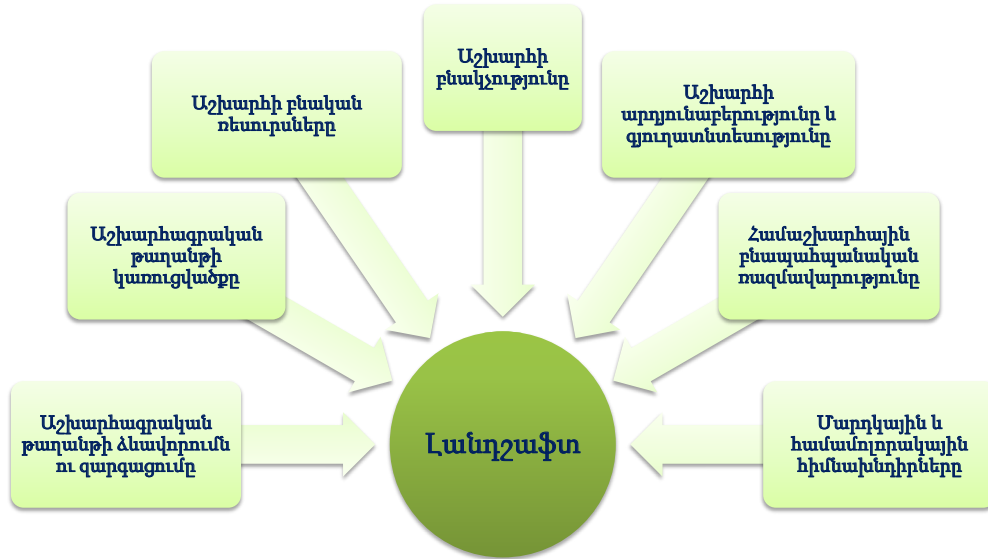 Աշխարհի
բնակչությունը
Աշխարհի բնական
ռեսուրսները
Աշխարհի
արդյունաբերությունը և
գյուղատնտեսությունը
Աշխարհագրական
թաղանթի
կառուցվածքը
Համաշխարհային
բնապահպանական
ռազմավարությունը
Աշխարհագրական
թաղանթի ձևավորումն
ու զարգացումը
Լանդշաֆտ
Մարդկային և
համամոլորակային
հիմնախնդիրները